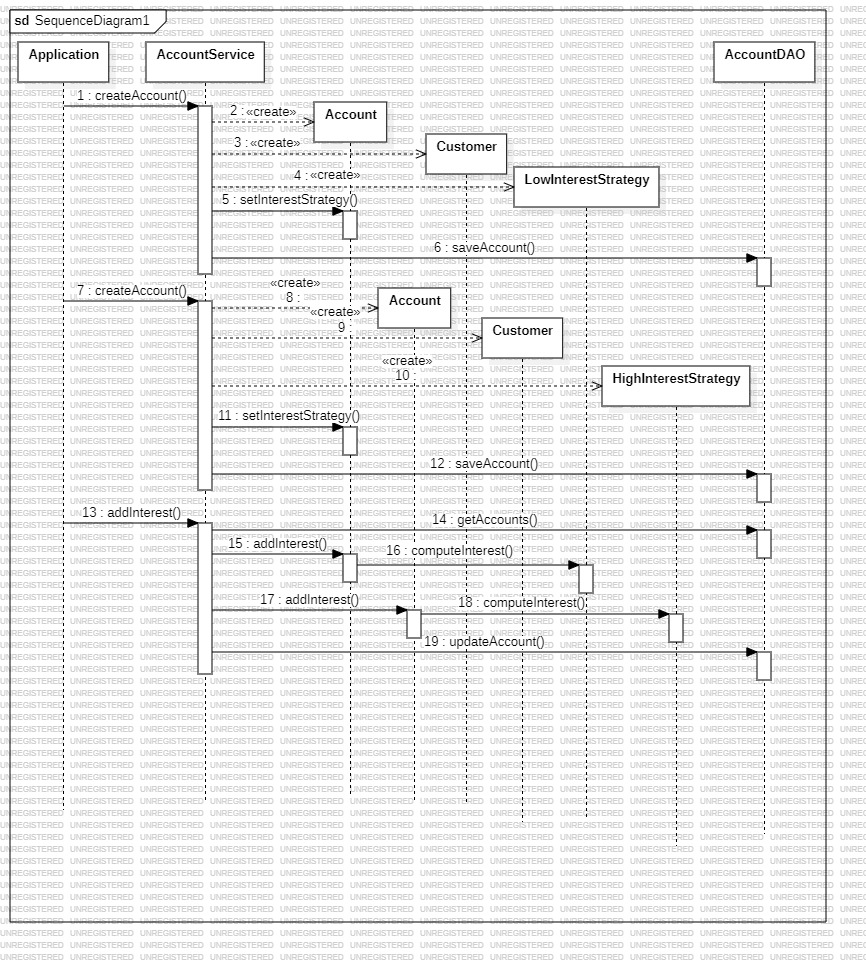 sd SequenceDiagram1
Application
AccountService
AccountDAO
1 : createAccount()
2 : «create»
Account
3 : «create»
Customer
4 : «create»
LowInterestStrategy
5 : setInterestStrategy()
6 : saveAccount()
7 : createAccount()
«create»
8 :
Account
«create»
9 :
Customer
«create»
10 :
HighInterestStrategy
11 : setInterestStrategy()
12 : saveAccount()
13 : addInterest()
14 : getAccounts()
15 : addInterest()
16 : computeInterest()
17 : addInterest()
18 : computeInterest()
19 : updateAccount()
UNREGISTERED